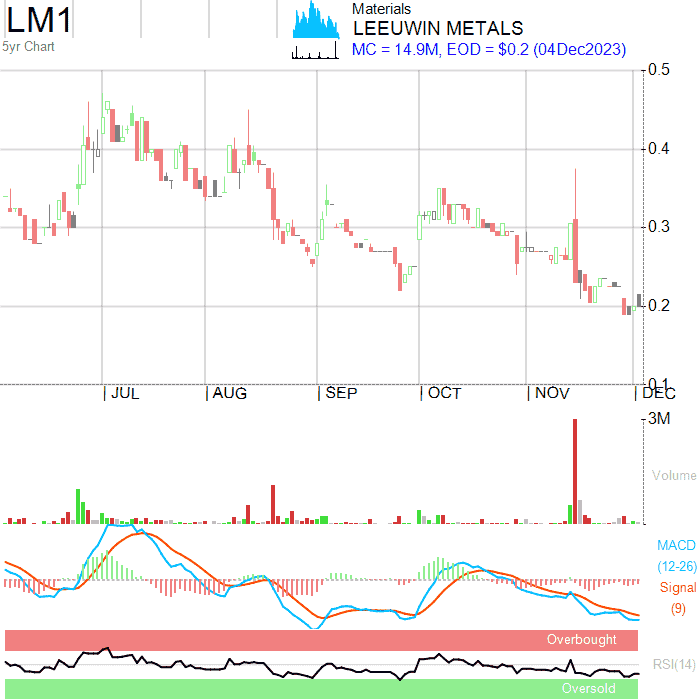 LM1
5yr Chart
Materials
LEEUWIN METALS
MC = 14.9M, EOD = $0.2 (04Dec2023)
0.5
0.4
0.3
0.2
0.1
JUL
AUG
SEP
OCT
NOV
DEC
3M
Volume
MACD
(12-26)
Signal
(9)
Overbought
RSI(14)
Oversold